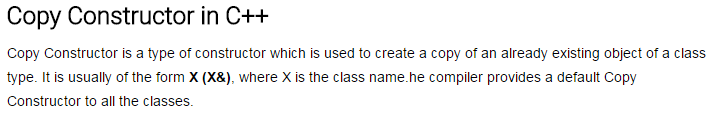 Copy Constructor in C++
Copy Constructor is a type of constructor which is used to create a copy of an already existing object of a class
type. It is usually of the form X (X&), where X is the class name.he compiler provides a default Copy
Constructor to all the classes.